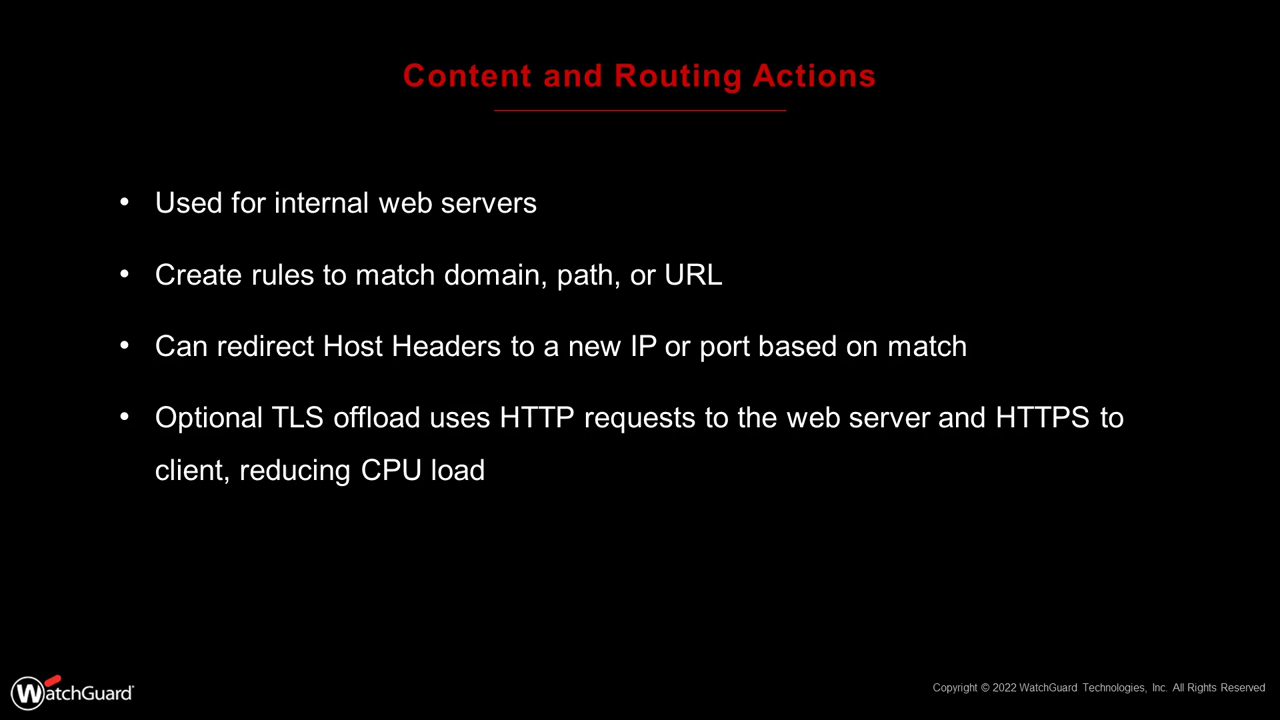 Content and Routing Actions
• Used for internal web servers
• Create rules to match domain, path, or URL
• Can redirect Host Headers to a new IP or port based on match
• Optional TLS offload uses HTTP requests to the web server and HTTPS to
client, reducing CPU load
WatchGuard
Copyright © 2022 WatchGuard Technologies, Inc. All Rights Reserved